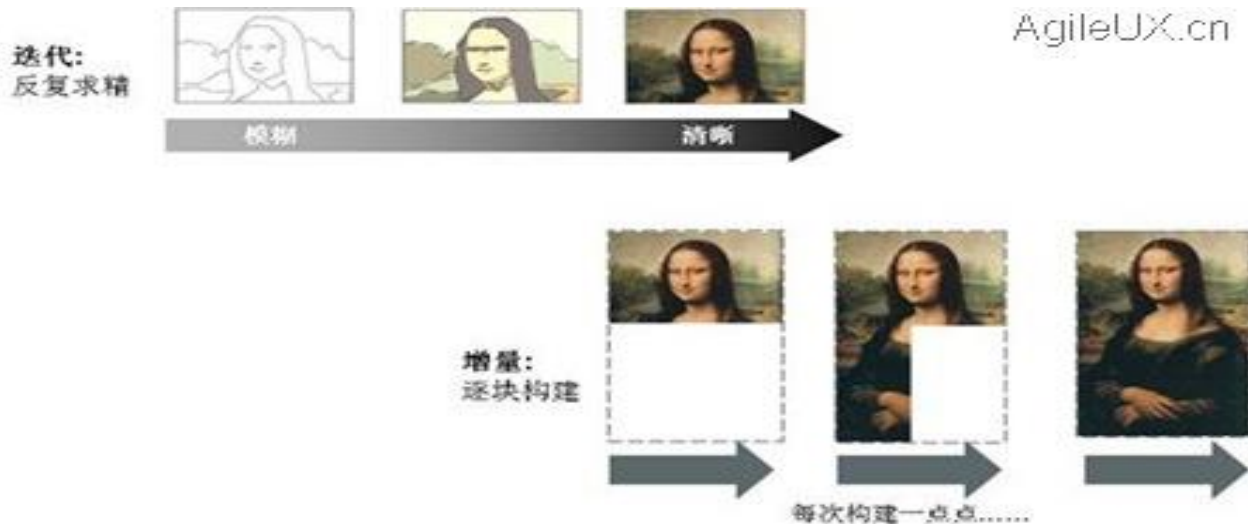 AgileUX.cn
迭代:
反复求精
模糊
清晰
增量:
逐块构建
每次构建一点点......